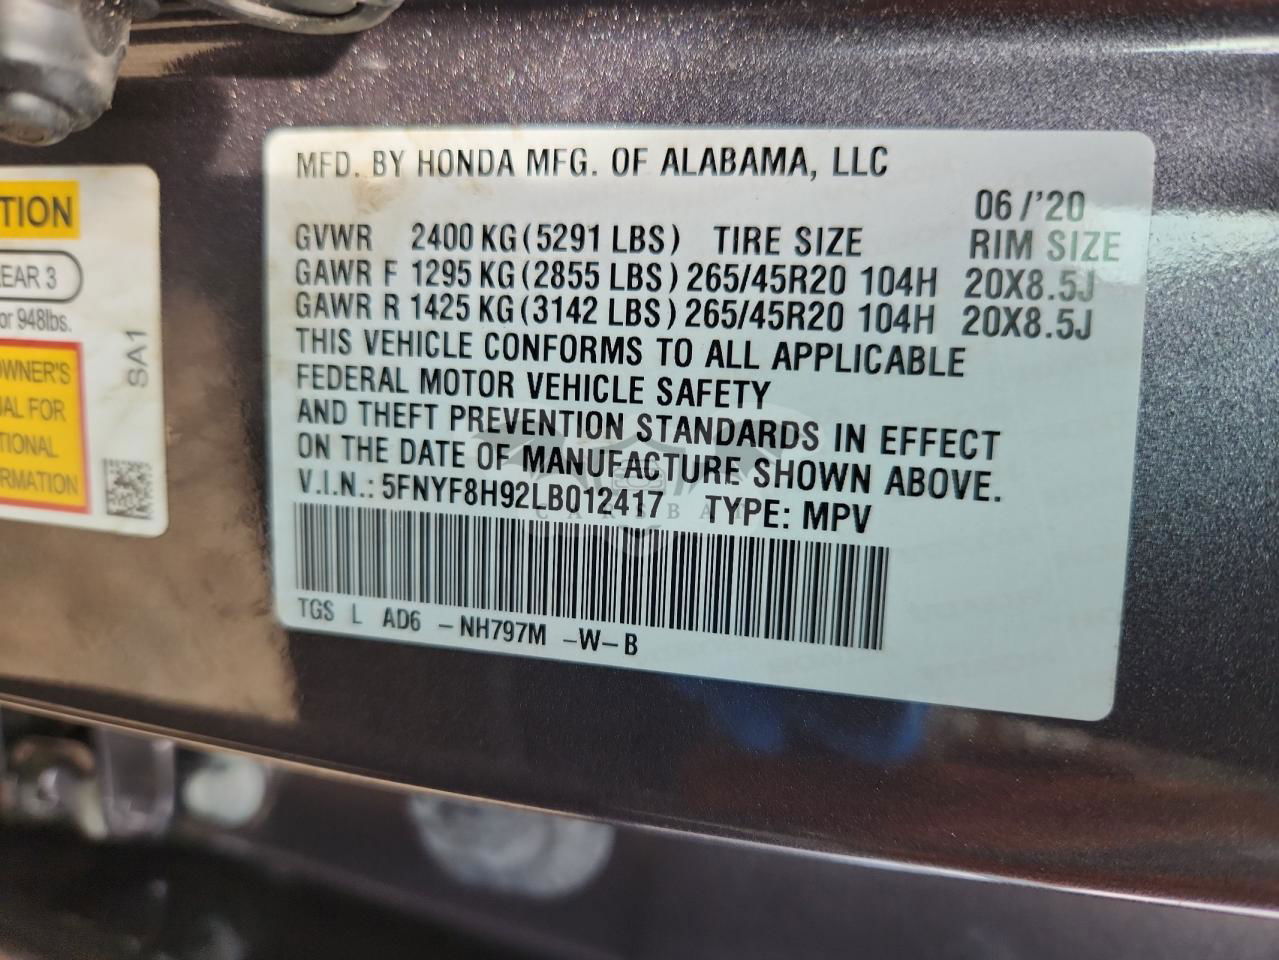 MFD. BY HONDA MFG. OF ALABAMA, LLC
06/'20
GVWR 2400 KG (5291 LBS) TIRE SIZE RIM SIZE
GAWR F 1295 KG (2855 LBS) 265/45R20 104H 20X8.5J
GAWR R 1425 KG (3142 LBS) 265/45R20 104H 20X8.5J
THIS VEHICLE CONFORMS TO ALL APPLICABLE
FEDERAL MOTOR VEHICLE SAFETY
AND THEFT PREVENTION STANDARDS IN EFFECT
ON THE DATE OF MANUFACTURE SHOWN ABOVE.
V.I.N.: 5FNYF8H92LB012417 TYPE: MPV
TGS L AD6 -NH797M -W-B
TION
EAR 3
or 948lbs.
SA1
OWNER'S
UAL FOR
TIONAL
ORMATION